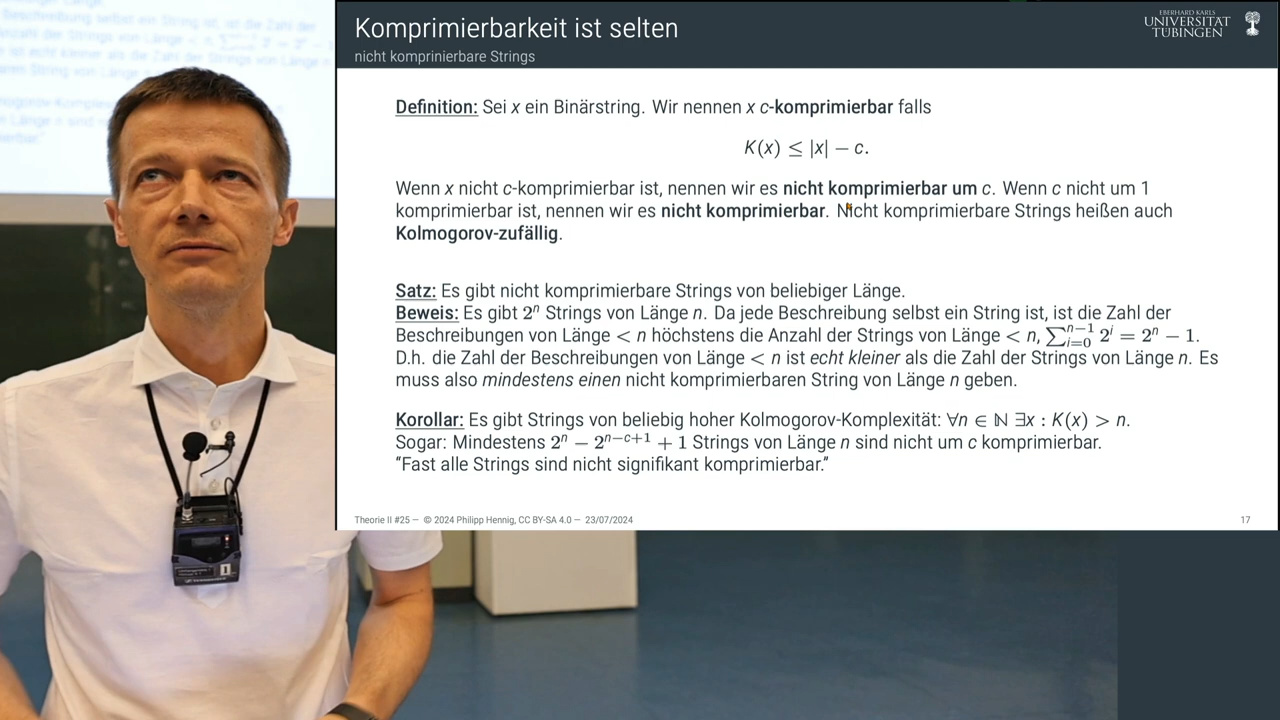 Komprimierbarkeit ist selten
nicht komprinierbare Strings
EBERHARD KARLS
UNIVERSITAT
TUBINGEN
Definition: Sei x ein Binärstring. Wir nennen x c-komprimierbar falls
K(x) ≤ |x| − c.
Wenn x nicht c-komprimierbar ist, nennen wir es nicht komprimierbar um c. Wenn c nicht um 1
komprimierbar ist, nennen wir es nicht komprimierbar. Nicht komprimierbare Strings heißen auch
Kolmogorov-zufällig.
Satz: Es gibt nicht komprimierbare Strings von beliebiger Länge.
Beweis: Es gibt 2^n Strings von Länge n. Da jede Beschreibung selbst ein String ist, ist die Zahl der
Beschreibungen von Länge < n höchstens die Anzahl der Strings von Länge < n, ∑_{i=0}^{n−1} 2^i = 2^n − 1.
D.h. die Zahl der Beschreibungen von Länge < n ist echt kleiner als die Zahl der Strings von Länge n. Es
muss also mindestens einen nicht komprimierbaren String von Länge n geben.
Korollar: Es gibt Strings von beliebig hoher Kolmogorov-Komplexität: ∀n ∈ ℕ ∃x : K(x) > n.
Sogar: Mindestens 2^n − 2^{n−c+1} + 1 Strings von Länge n sind nicht um c komprimierbar.
“Fast alle Strings sind nicht signifikant komprimierbar.”
Theorie II #25 — © 2024 Philipp Hennig, CC BY-SA 4.0 — 23/07/2024
17